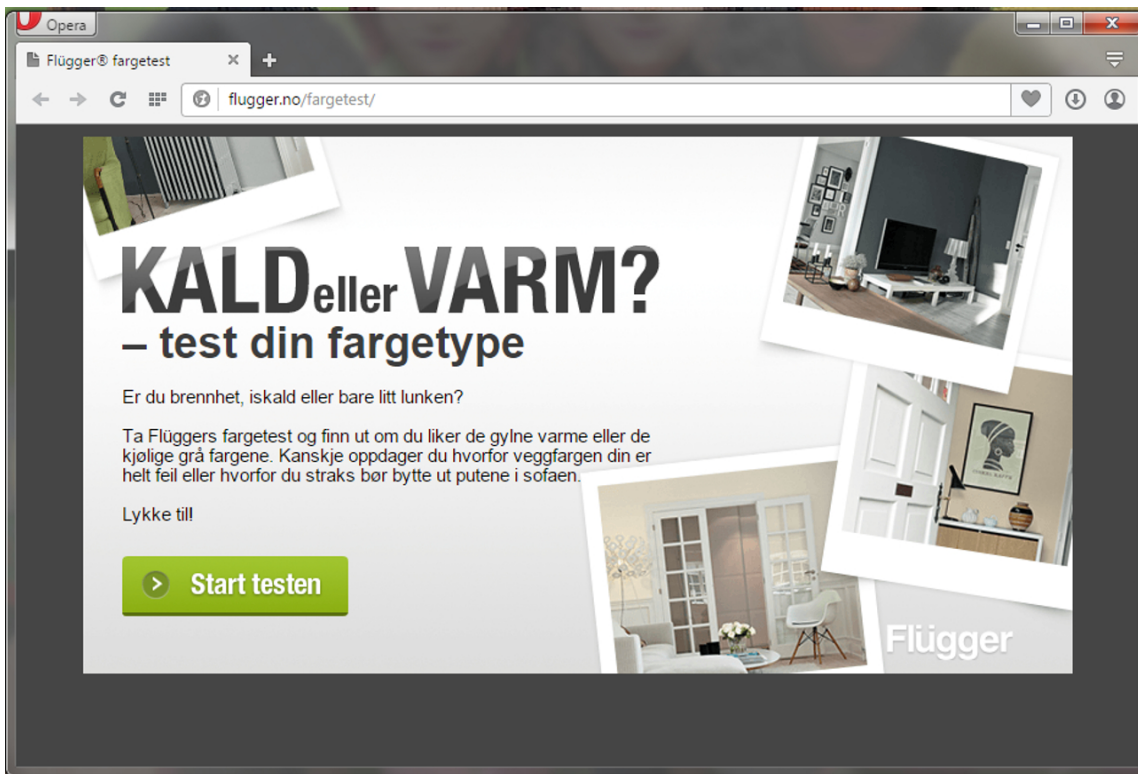 Opera
Flügger® fargetest
flugger.no/fargetest/
KALD eller VARM?
– test din fargetype
Er du brennhet, iskald eller bare litt lunken?
Ta Flüggers fargetest og finn ut om du liker de gylne varme eller de
kjølige grå fargene. Kanskje oppdager du hvorfor veggfargen din er
helt feil eller hvorfor du straks bør bytte ut putene i sofaen.
Lykke til!
Start testen
Flügger